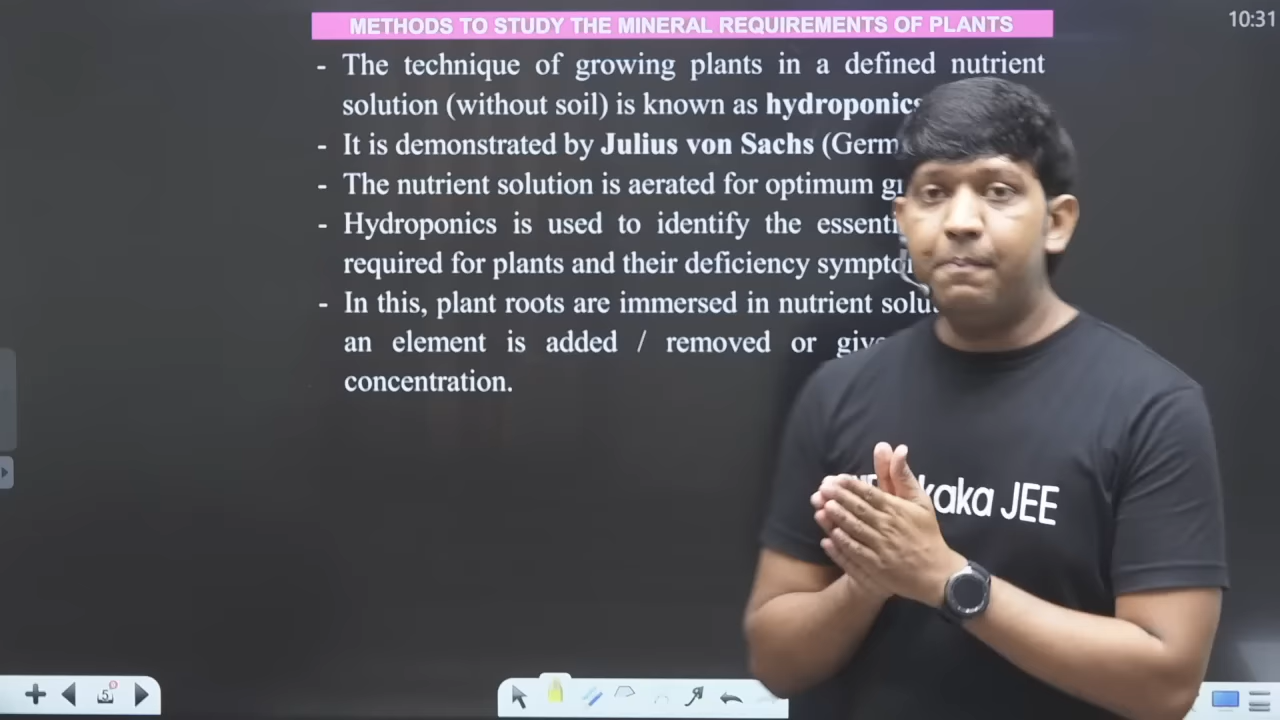 METHODS TO STUDY THE MINERAL REQUIREMENTS OF PLANTS
10:31
- The technique of growing plants in a defined nutrient
solution (without soil) is known as hydroponics
- It is demonstrated by Julius von Sachs (Germ
- The nutrient solution is aerated for optimum
- Hydroponics is used to identify the essenti
required for plants and their deficiency
- In this, plant roots are immersed in nutrient
an element is added / removed or
concentration.
kaka JEE
5